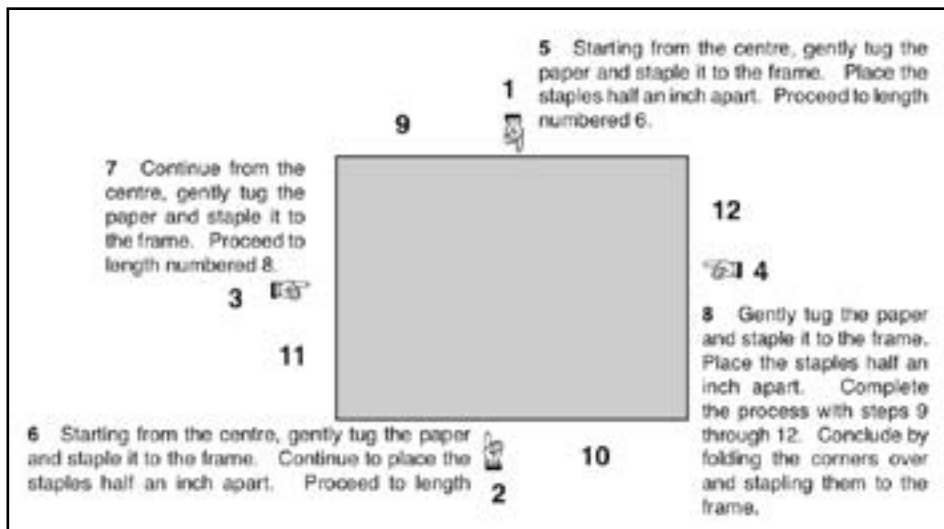 5 Starting from the centre, gently tug the
paper and staple it to the frame. Place the
staples half an inch apart. Proceed to length
numbered 6.
1
9
7 Continue from the
centre, gently tug the
paper and staple it to
the frame. Proceed to
length numbered 8.
12
4
3
11
8 Gently tug the paper
and staple it to the frame.
Place the staples half an
inch apart. Complete
the process with steps 9
through 12. Conclude by
folding the corners over
and stapling them to the
frame.
6 Starting from the centre, gently tug the paper
and staple it to the frame. Continue to place the
staples half an inch apart. Proceed to length
10
2